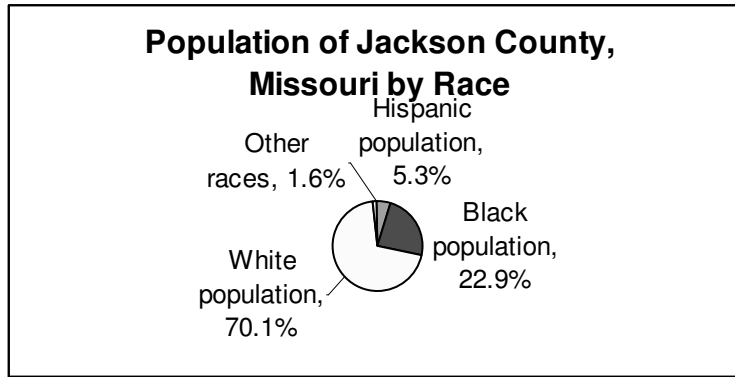 Population of Jackson County,
Missouri by Race
Hispanic
population,
5.3%
Other
races, 1.6%
Black
population,
22.9%
White
population,
70.1%